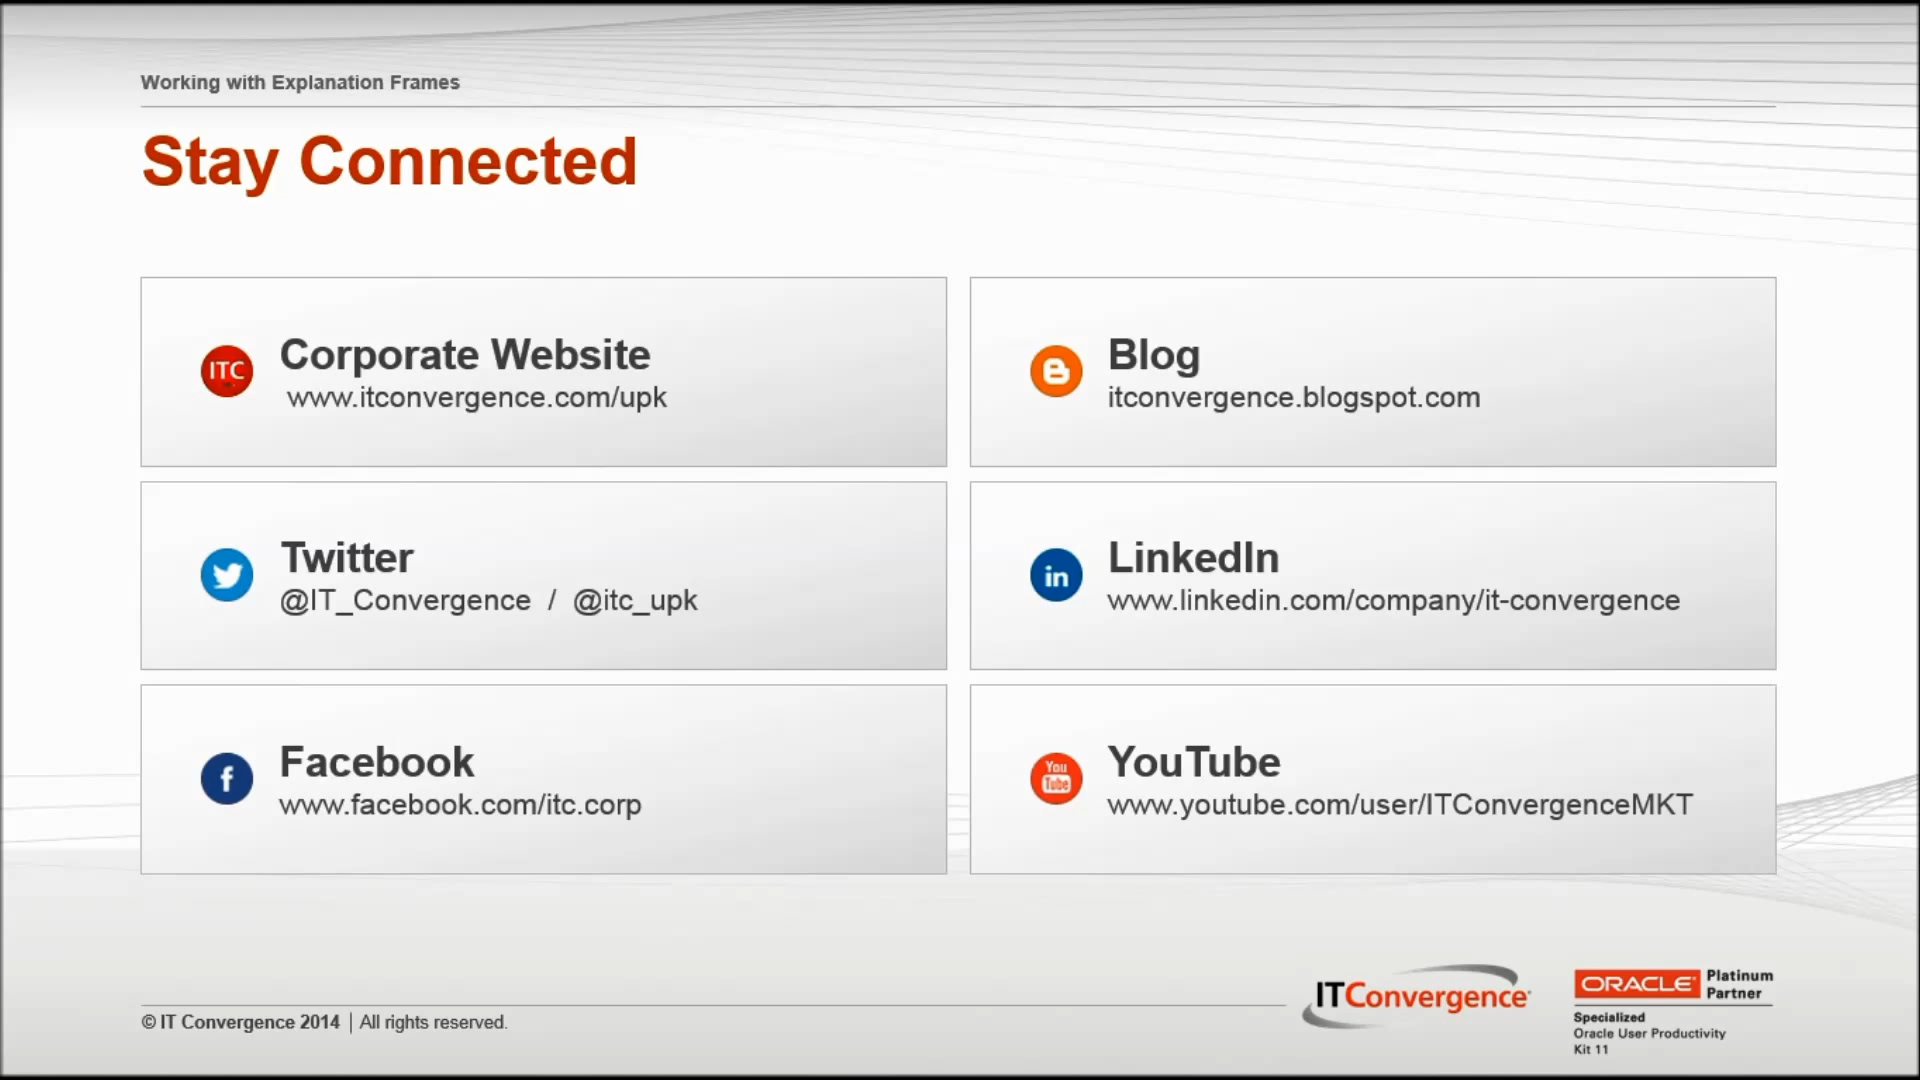 Working with Explanation Frames
Stay Connected
ITC
Corporate Website
www.itconvergence.com/upk
Blog
itconvergence.blogspot.com
Twitter
@IT_Convergence / @itc_upk
in
LinkedIn
www.linkedin.com/company/it-convergence
f
Facebook
www.facebook.com/itc.corp
You
Tube
YouTube
www.youtube.com/user/ITConvergenceMKT
© IT Convergence 2014 | All rights reserved.
ITConvergence
ORACLE Platinum
Partner
Specialized
Oracle User Productivity
Kit 11